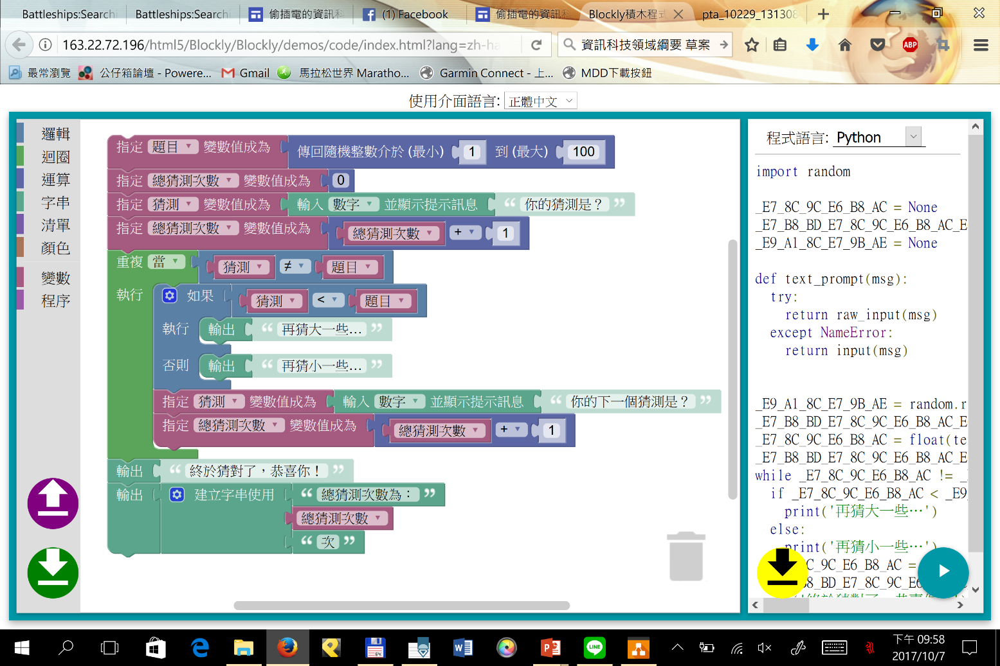 Battleships:Searchi
Battleships:Searchi
偷插電的資訊科
(1) Facebook
偷插電的資訊科
Blockly積木程式
pta_10229_131308
163.22.72.196/html5/Blockly/Blockly/demos/code/index.html?lang=zh-ha
資訊科技領域綱要 草案
ABP
最常瀏覽
公仔箱論壇 - Powere...
Gmail
馬拉松世界 Maratho...
Garmin Connect - 上...
MDD下載按鈕
使用介面語言: 正體中文
邏輯
迴圈
運算
字串
清單
顏色
變數
程序
指定 題目 變數值成為 傳回隨機整數介於 (最小) 1 到 (最大) 100
指定 總猜測次數 變數值成為 0
指定 猜測 變數值成為 輸入 數字 並顯示提示訊息 “ 你的猜測是？ ”
指定 總猜測次數 變數值成為 總猜測次數 + 1
重複 當 猜測 ≠ 題目
執行 如果 猜測 < 題目
執行 輸出 “ 再猜大一些... ”
否則 輸出 “ 再猜小一些... ”
指定 猜測 變數值成為 輸入 數字 並顯示提示訊息 “ 你的下一個猜測是？ ”
指定 總猜測次數 變數值成為 總猜測次數 + 1
輸出 “ 終於猜對了，恭喜你！ ”
輸出 建立字串使用 “ 總猜測次數為： ”
總猜測次數
“ 次 ”
程式語言: Python
import random
_E7_8C_9C_E6_B8_AC = None
_E7_B8_BD_E7_8C_9C_E6_B8_AC_E
_E9_A1_8C_E7_9B_AE = None
def text_prompt(msg):
try:
return raw_input(msg)
except NameError:
return input(msg)
_E9_A1_8C_E7_9B_AE = random.r
_E7_B8_BD_E7_8C_9C_E6_B8_AC_E
_E7_8C_9C_E6_B8_AC = float(te
_E7_B8_BD_E7_8C_9C_E6_B8_AC_E
while _E7_8C_9C_E6_B8_AC != _
if _E7_8C_9C_E6_B8_AC < _E9_
print('再猜大一些…')
else:
print('再猜小一些…')
C_9C_E6_B8_AC =
B8_BD_E7_8C_9C_E6
64
LINE
下午 09:58
2017/10/7